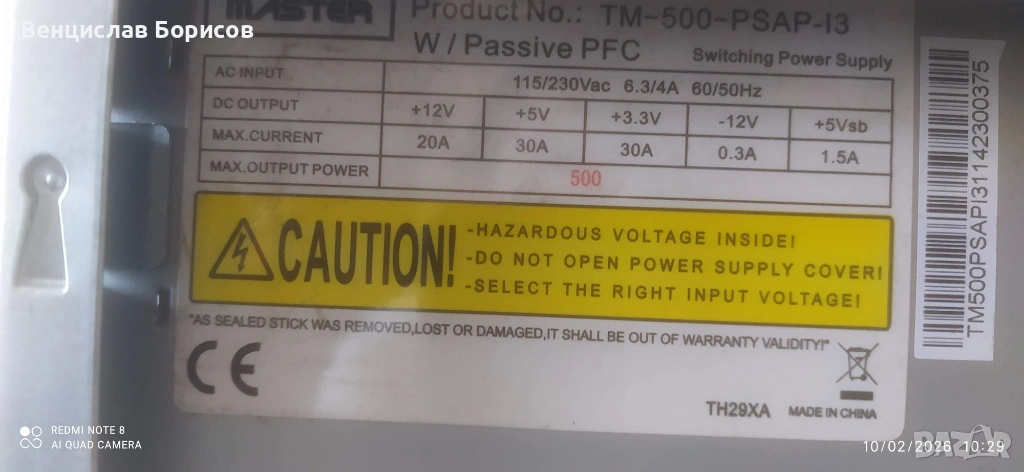 Венцислав Борисов
MASTER
Product No.: TM-500-PSAP-I3
W / Passive PFC
Switching Power Supply
AC INPUT 115/230Vac 6.3/4A 60/50Hz
DC OUTPUT +12V +5V +3.3V -12V +5Vsb
MAX.CURRENT 20A 30A 30A 0.3A 1.5A
MAX.OUTPUT POWER 500
CAUTION!
-HAZARDOUS VOLTAGE INSIDE!
-DO NOT OPEN POWER SUPPLY COVER!
-SELECT THE RIGHT INPUT VOLTAGE!
"AS SEALED STICK WAS REMOVED,LOST OR DAMAGED,IT SHALL BE OUT OF WARRANTY VALIDITY!"
CE
TH29XA MADE IN CHINA
TM500PSAPI31142300375
REDMI NOTE 8
AI QUAD CAMERA
10/02/2026 10:29
BAZAR